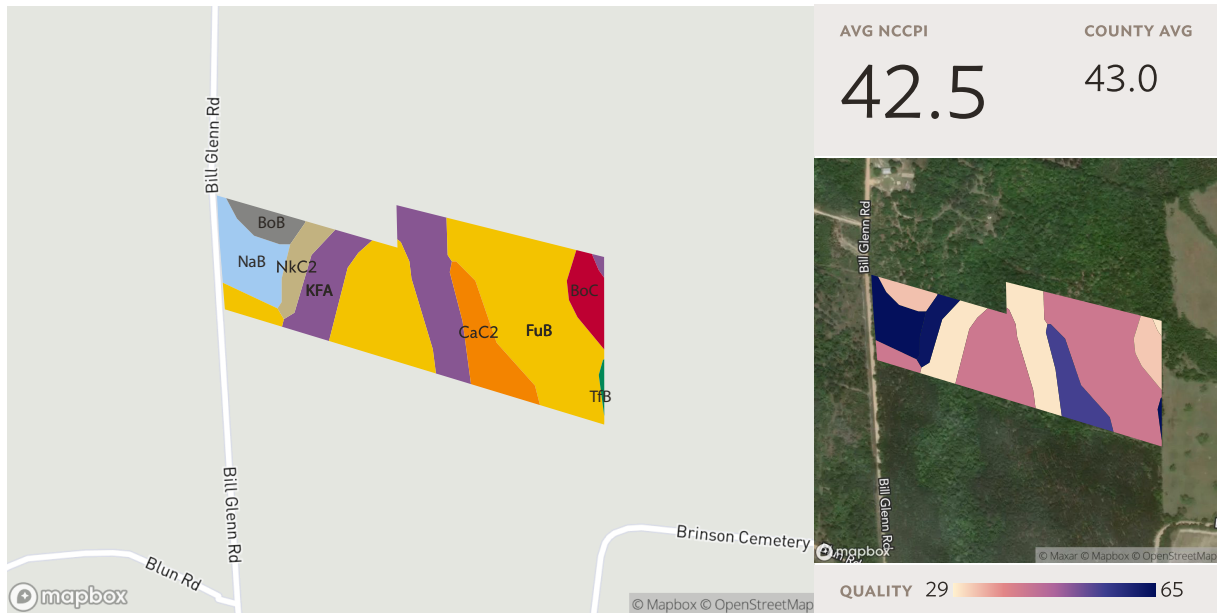 Bill Glenn Rd
BoB
NaB
NkC2
KFA
BoC
CaC2
FuB
TfB
Bill Glenn Rd
Brinson Cemetery
Blun Rd
mapbox
© Mapbox © OpenStreetMap
AVG NCCPI
COUNTY AVG
42.5
43.0
Bill Glenn Rd
Bill Glenn Rd
mapbox
© Maxar © Mapbox © OpenStreetMap
QUALITY 29 65